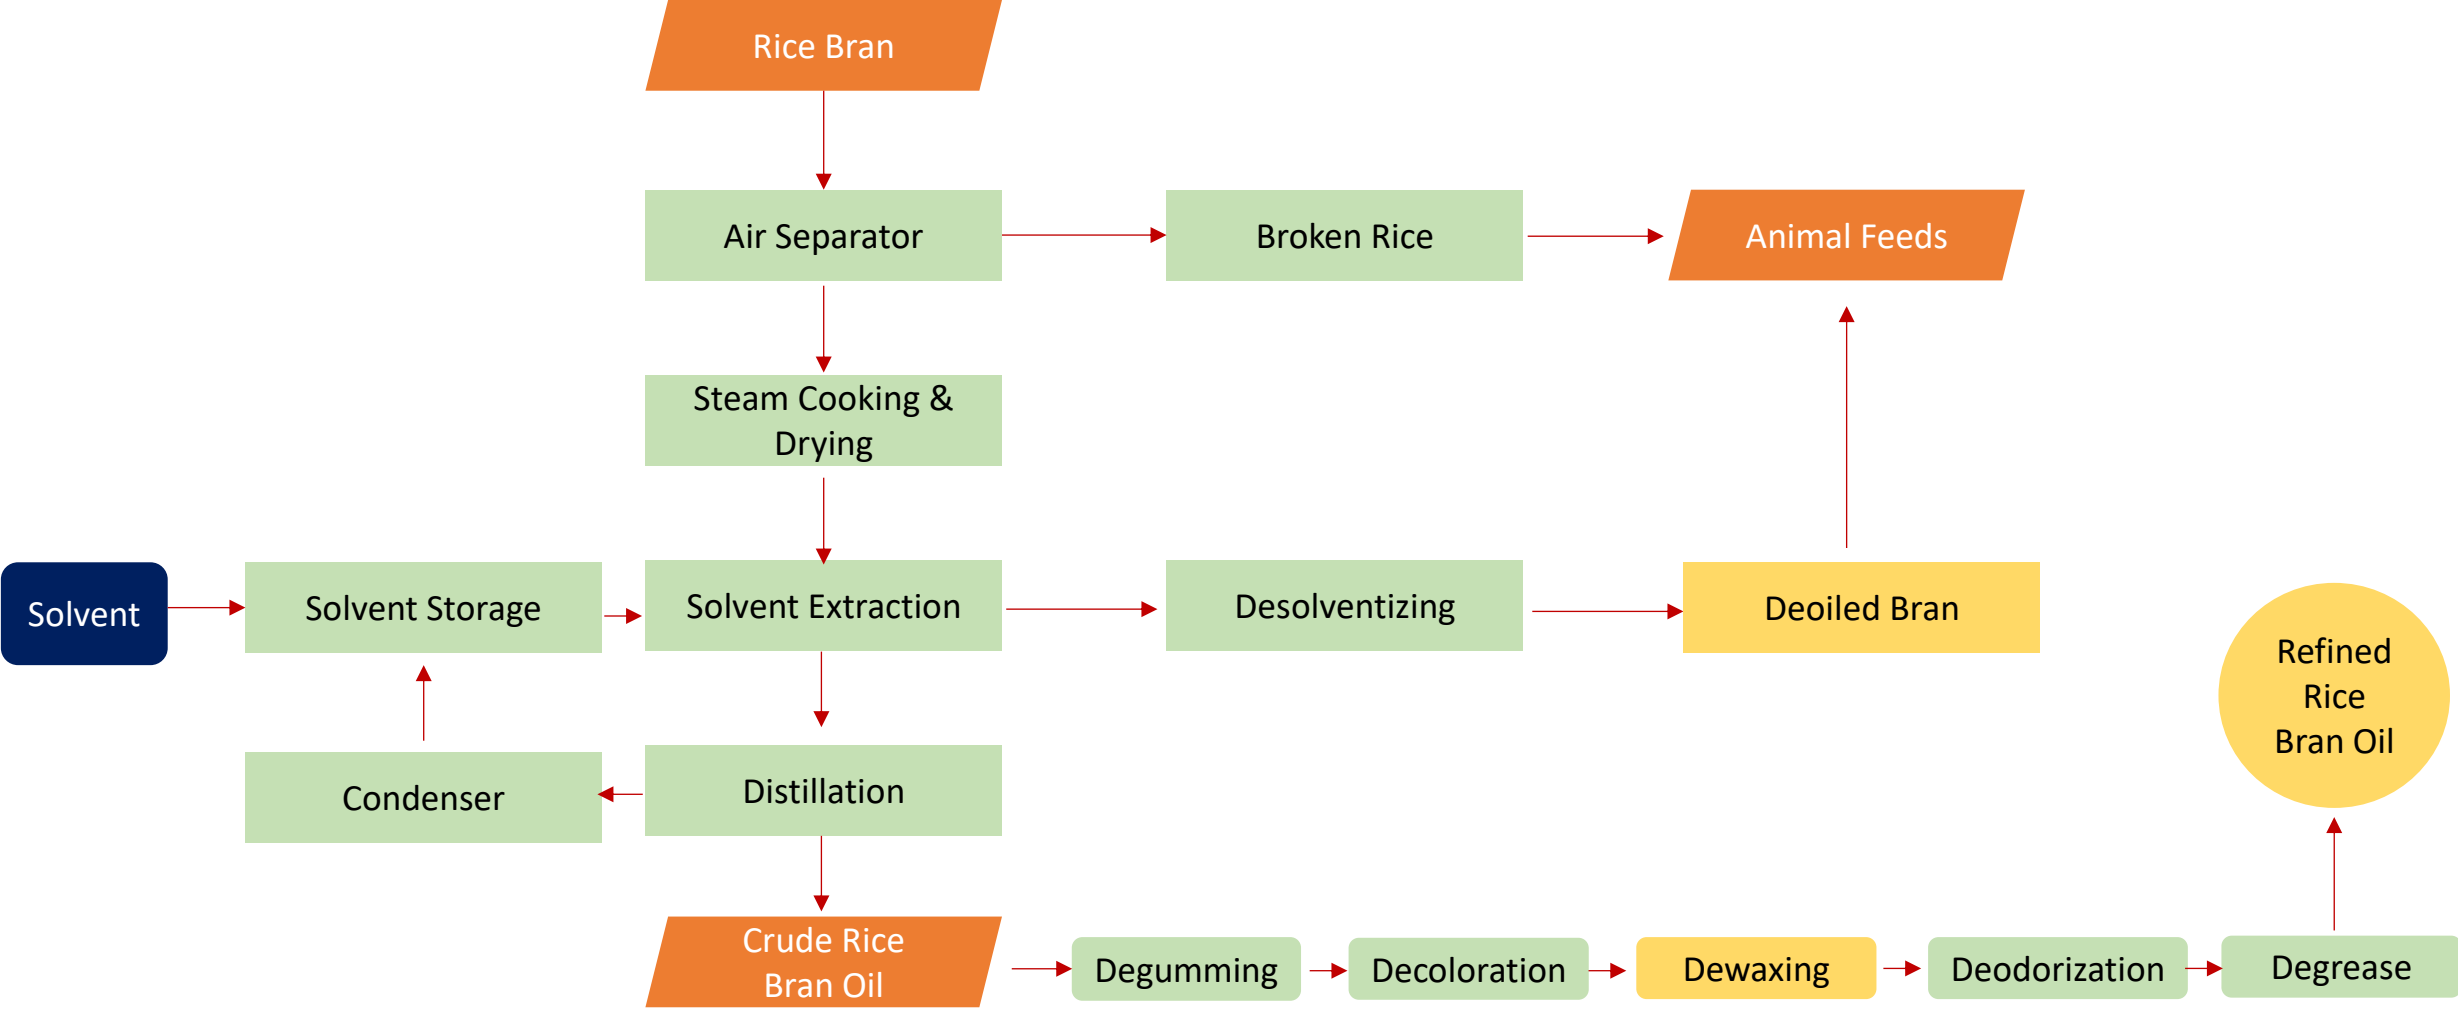 Rice Bran
Air Separator
Broken Rice
Animal Feeds
Steam Cooking &
Drying
Solvent
Solvent Storage
Solvent Extraction
Desolventizing
Deoiled Bran
Refined
Rice
Bran Oil
Condenser
Distillation
Crude Rice
Bran Oil
Degumming
Decoloration
Dewaxing
Deodorization
Degrease